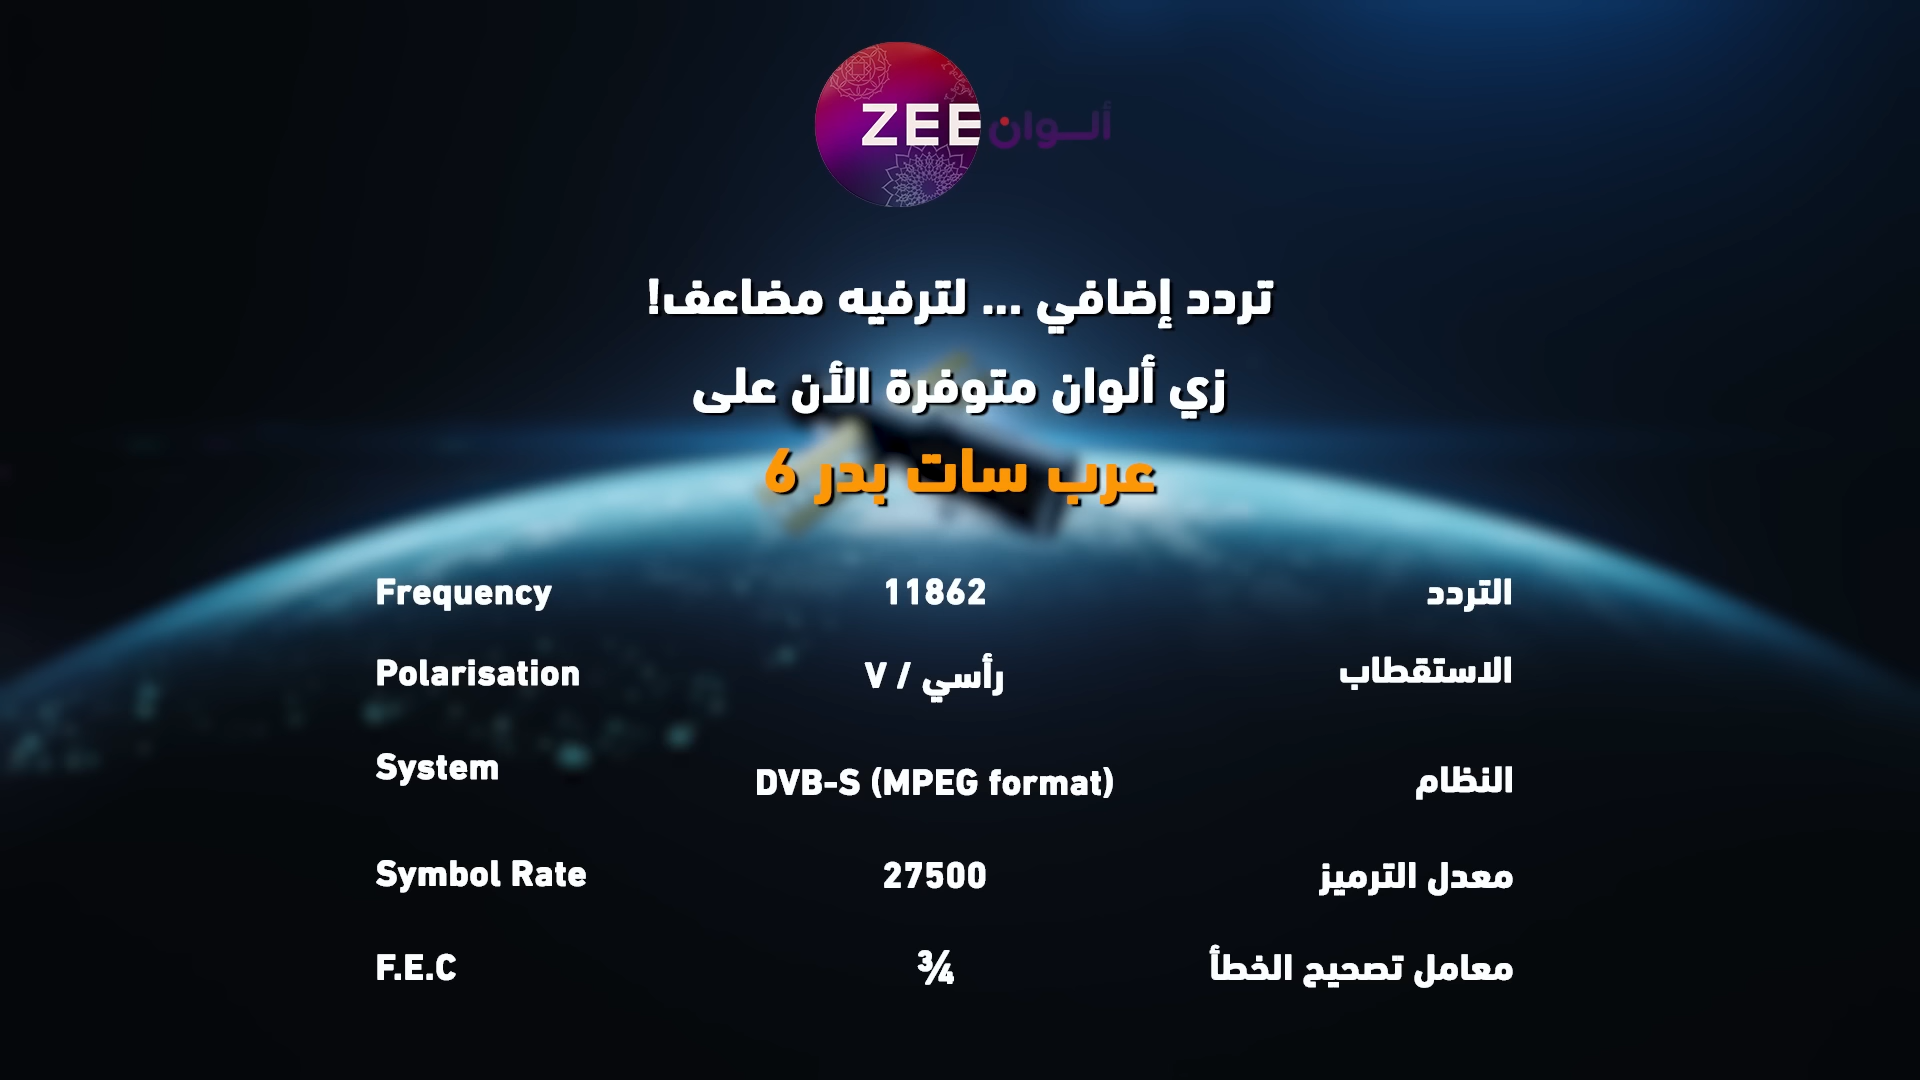 ZEE ألوان
تردد إضافي ... لترفيه مضاعف!
زي ألوان متوفرة الأن على
عرب سات بدر 6
Frequency 11862 التردد
Polarisation رأسي / V الاستقطاب
System DVB-S (MPEG format) النظام
Symbol Rate 27500 معدل الترميز
F.E.C ¾ معامل تصحيح الخطأ